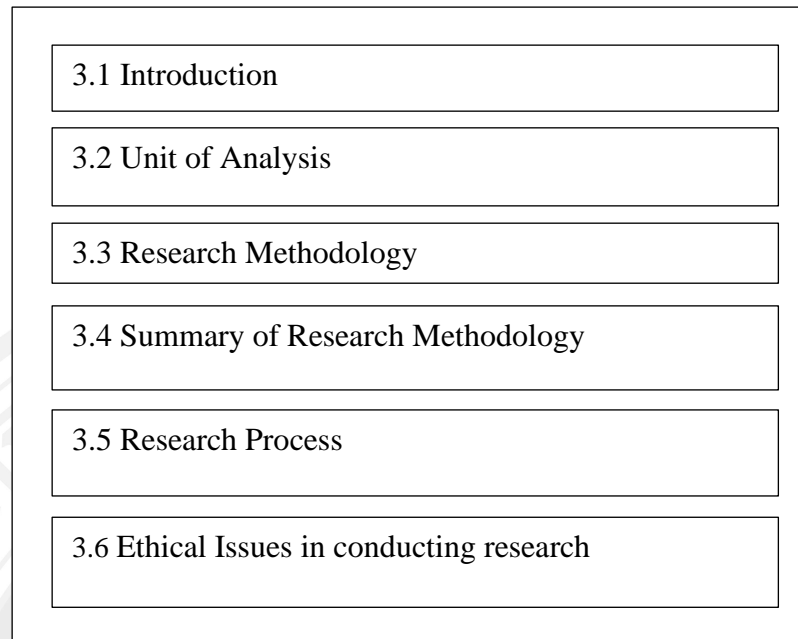 3.1 Introduction
3.2 Unit of Analysis
3.3 Research Methodology
3.4 Summary of Research Methodology
3.5 Research Process
3.6 Ethical Issues in conducting research